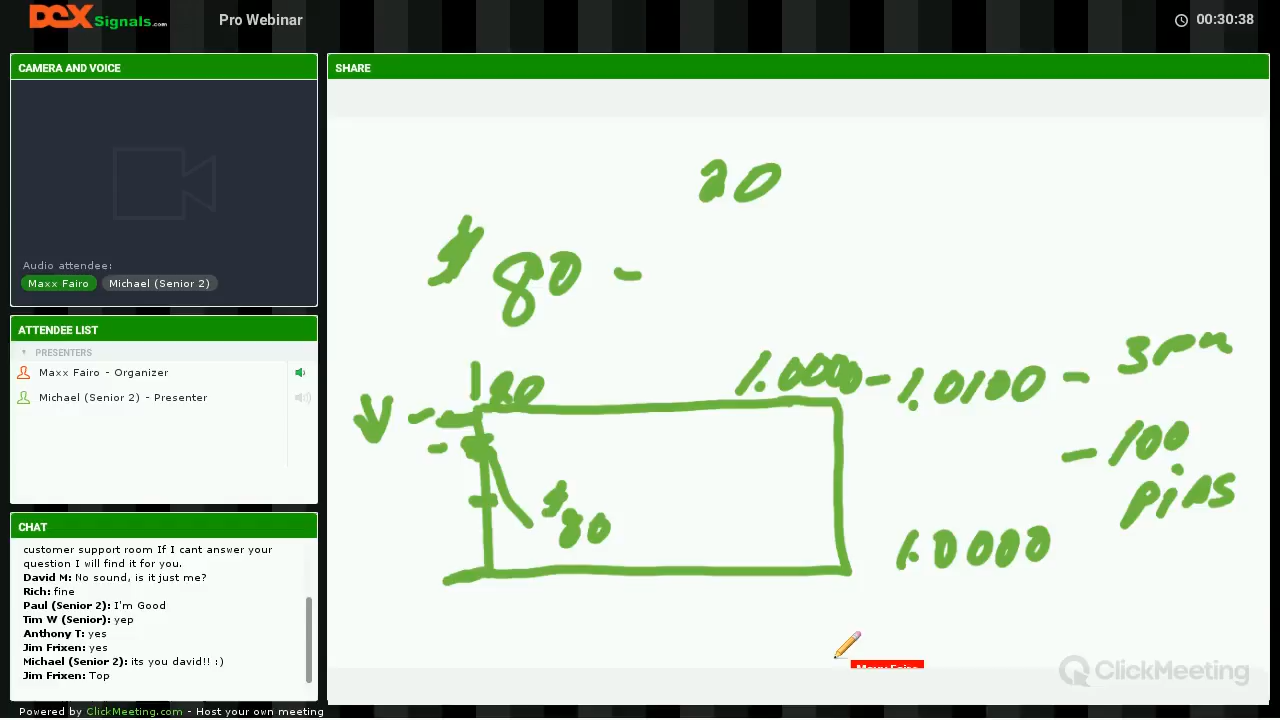 DCX Signals.com
Pro Webinar
00:30:38
CAMERA AND VOICE
Audio attendee:
Maxx Fairo
Michael (Senior 2)
ATTENDEE LIST
PRESENTERS
Maxx Fairo - Organizer
Michael (Senior 2) - Presenter
CHAT
customer support room If I cant answer your
question I will find it for you.
David M: No sound, is it just me?
Rich: fine
Paul (Senior 2): I'm Good
Tim W (Senior): yep
Anthony T: yes
Jim Frixen: yes
Michael (Senior 2): its you david!! :)
Jim Frixen: Top
Powered by ClickMeeting.com - Host your own meeting
SHARE
20
$80 -
1.0000 - 1.0100 -
- 100
pips
$80
1.0000
Maxx Fairo
ClickMeeting